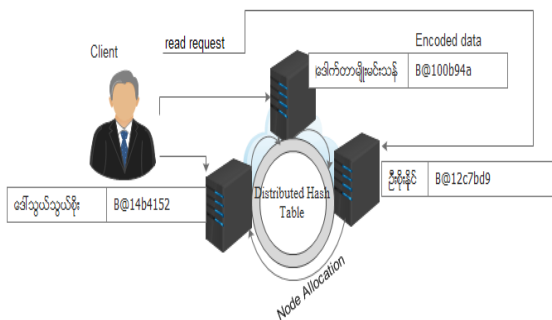 Client
read request
Encoded data
ဒေါက်တာမျိုးမင်းသန် B@100b94a
ဦးစိုးနိုင် B@12c7bd9
ဒေါ်သွယ်သွယ်စိုး B@14b4152
Distributed Hash
Table
Node Allocation